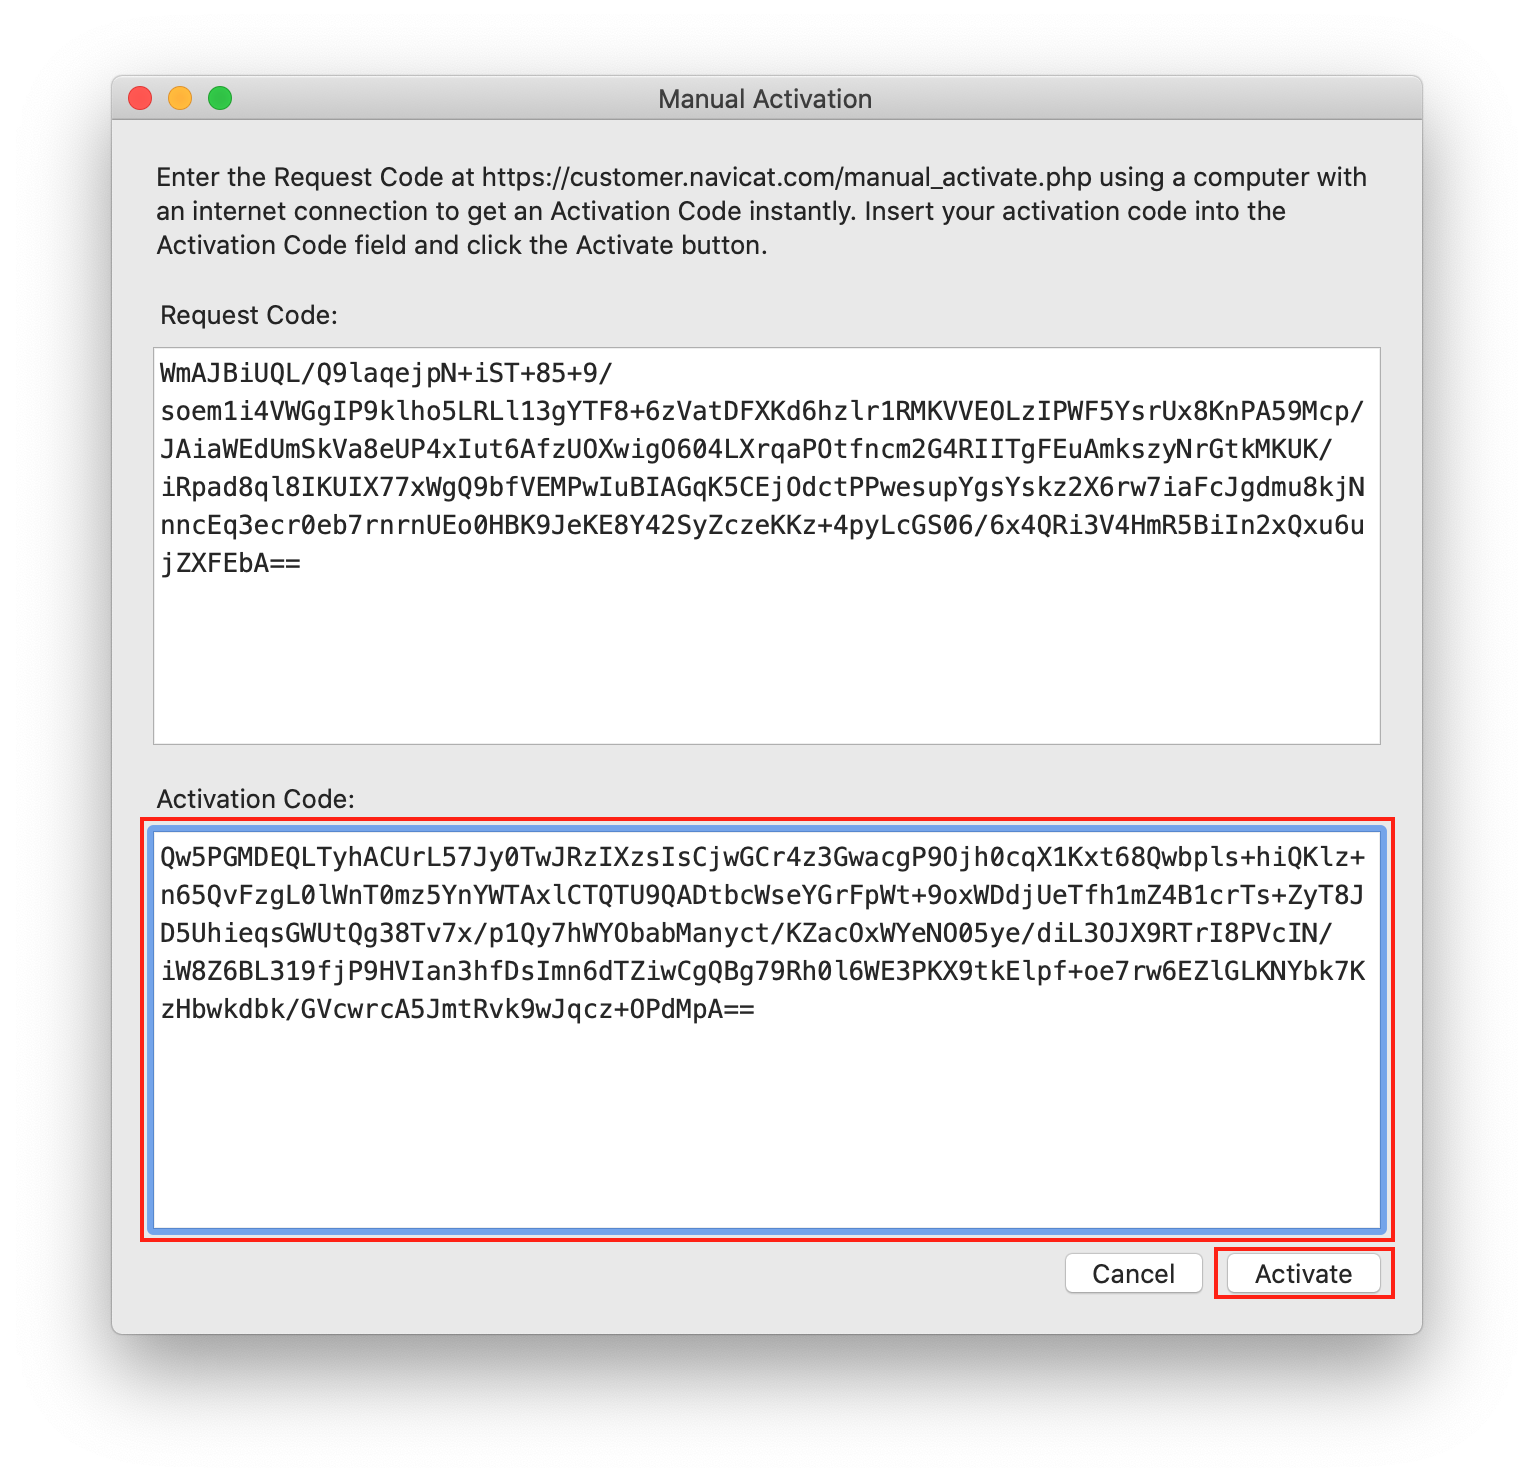 Manual Activation
Enter the Request Code at https://customer.navicat.com/manual_activate.php using a computer with
an internet connection to get an Activation Code instantly. Insert your activation code into the
Activation Code field and click the Activate button.
Request Code:
WmAJBiUQL/Q9laqejpN+iST+85+9/
soem1i4VWGgIP9klho5LRLl13gYTF8+6zVatDFXKd6hzlr1RMKVVEOLzIPWF5YsrUx8KnPA59Mcp/
JAiaWEdUmSkVa8eUP4xIut6AfzUOXwigO604LXrqaPOtfncm2G4RIITgFEuAmkszyNrGtkMKUK/
iRpad8ql8IKUIX77xWgQ9bfVEMPwIuBIAGqK5CEjOdctPPwesupYgsYskz2X6rw7iaFcJgdmu8kjN
nncEq3ecr0eb7rnrnUEo0HBK9JeKE8Y42SyZczeKKz+4pyLcGS06/6x4QRi3V4HmR5BiIn2xQxu6u
jZXFEbA==
Activation Code:
Qw5PGMDEQLTyhACUrL57Jy0TwJRzIXzsIsCjwGCr4z3GwacgP9Ojh0cqX1Kxt68Qwbpls+hiQKlz+
n65QvFzgL0lWnT0mz5YnYWTAxlCTQTU9QADtbcWseYGrFpWt+9oxWDdjUeTfh1mZ4B1crTs+ZyT8J
D5UhieqsGWUtQg38Tv7x/p1Qy7hWYObabManyct/KZacOxWYeNO05ye/diL3OJX9RTrI8PVcIN/
iW8Z6BL319fjP9HVIan3hfDsImn6dTZiwCgQBg79Rh0l6WE3PKX9tkElpf+oe7rw6EZlGLKNYbk7K
zHbwkdbk/GVcwrcA5JmtRvk9wJqcz+OPdMpA==
Cancel
Activate